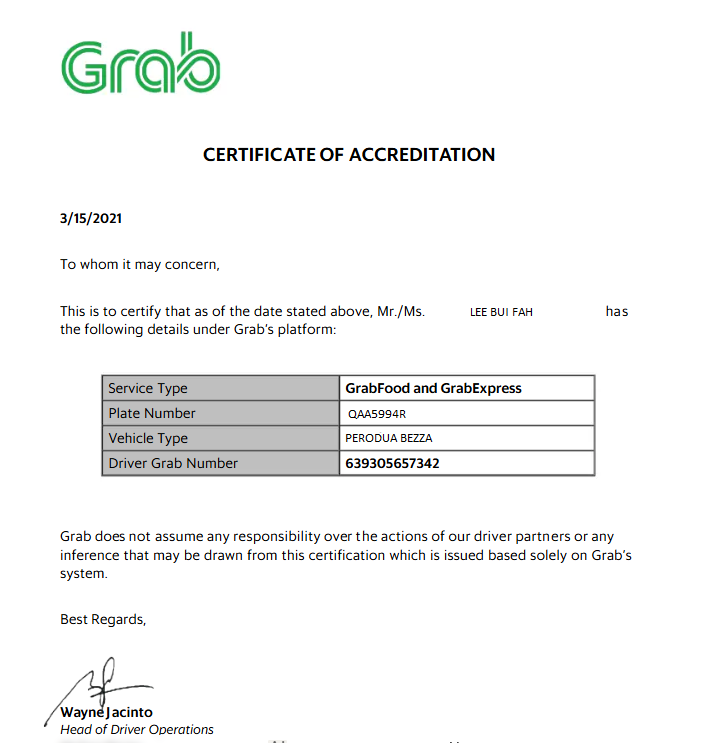 Grab
CERTIFICATE OF ACCREDITATION
3/15/2021
To whom it may concern,
This is to certify that as of the date stated above, Mr./Ms. LEE BUI FAH has
the following details under Grab's platform:
Service Type GrabFood and GrabExpress
Plate Number QAA5994R
Vehicle Type PERODUA BEZZA
Driver Grab Number 639305657342
Grab does not assume any responsibility over the actions of our driver partners or any
inference that may be drawn from this certification which is issued based solely on Grab's
system.
Best Regards,
Wayne Jacinto
Head of Driver Operations